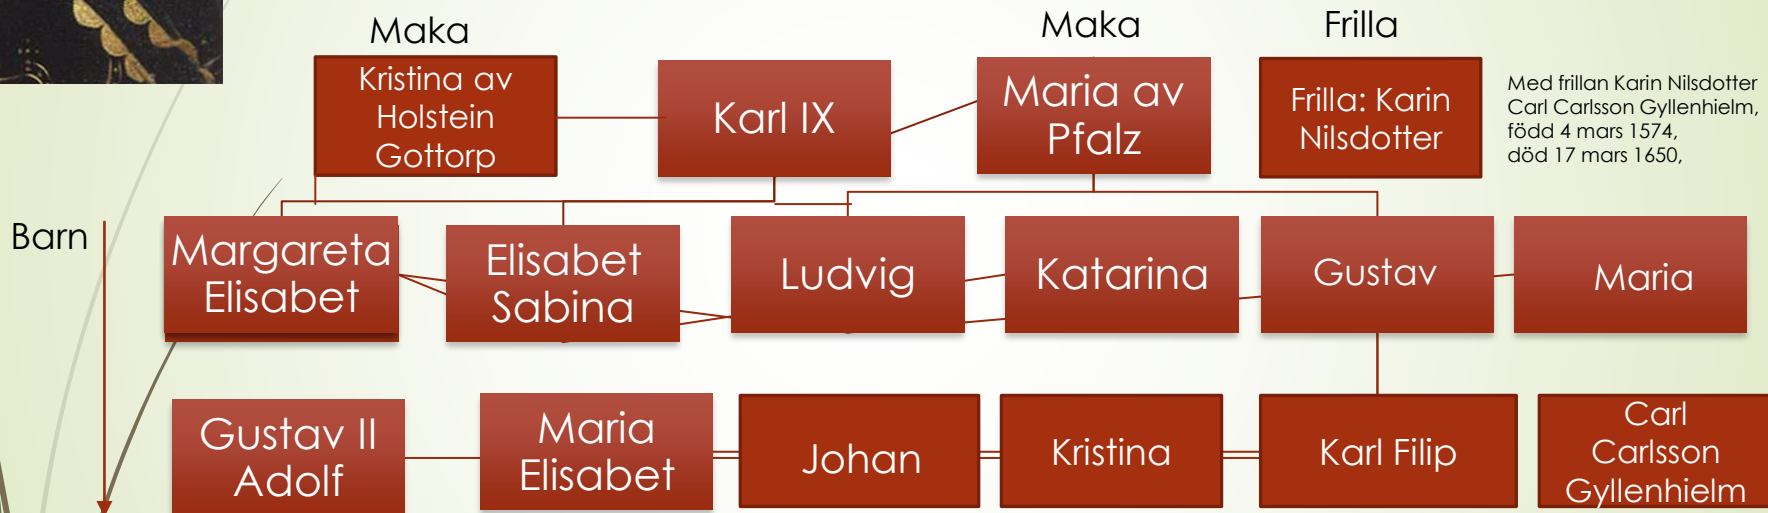 Maka
Maka
Frilla
Kristina av
Holstein
Gottorp
Karl IX
Maria av
Pfalz
Frilla: Karin
Nilsdotter
Med frillan Karin Nilsdotter
Carl Carlsson Gyllenhielm,
född 4 mars 1574,
död 17 mars 1650,
Barn
Margareta
Elisabet
Elisabet
Sabina
Ludvig
Katarina
Gustav
Maria
Gustav II
Adolf
Maria
Elisabet
Johan
Kristina
Karl Filip
Carl
Carlsson
Gyllenhielm